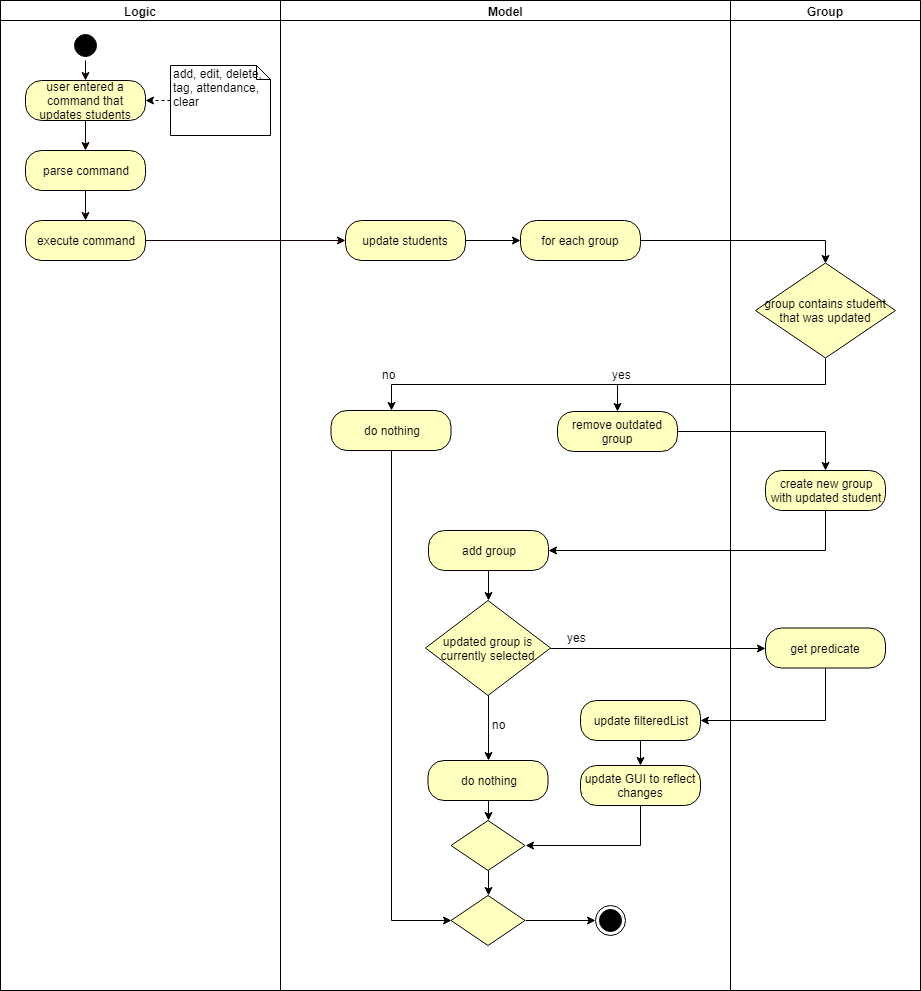 Logic
Model
Group
user entered a
command that
updates students
add, edit, delete,
tag, attendance,
clear
parse command
execute command
update students
for each group
group contains student
that was updated
no
yes
do nothing
remove outdated
group
create new group
with updated student
add group
updated group is
currently selected
yes
get predicate
no
update filteredList
do nothing
update GUI to reflect
changes